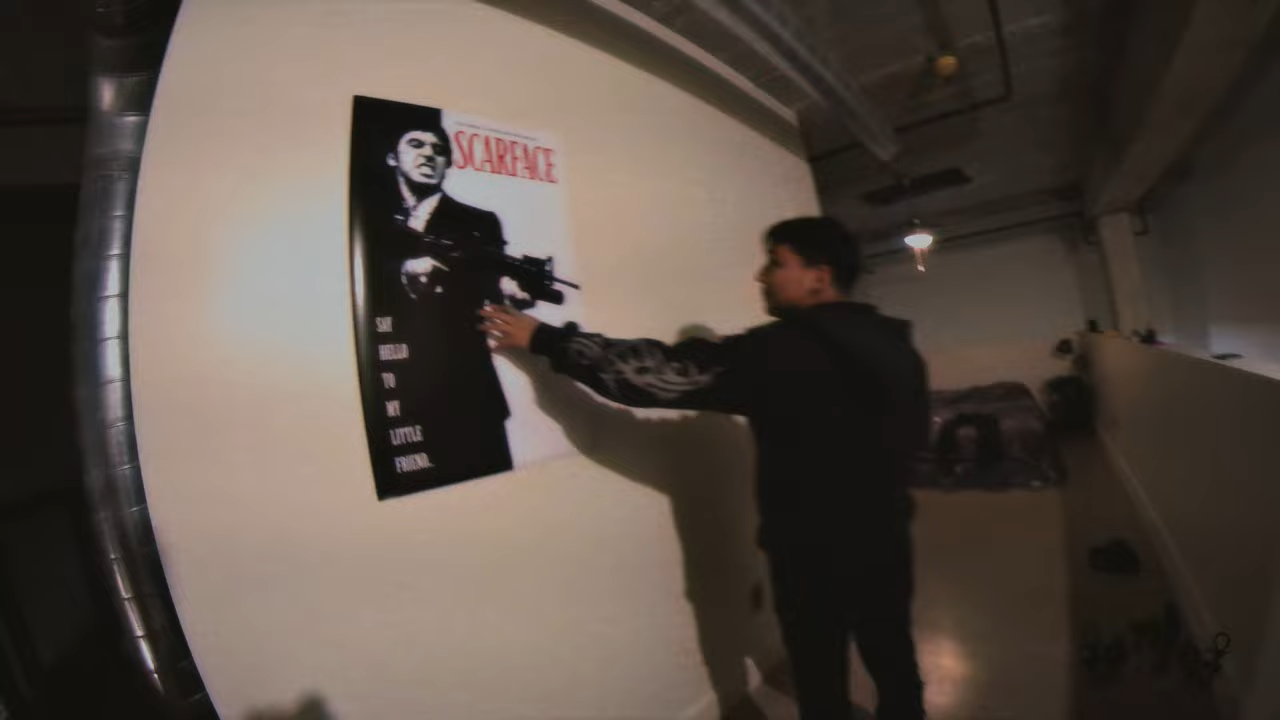 SCARFACE
SAY
HELLO
TO
MY
LITTLE
FRIEND..